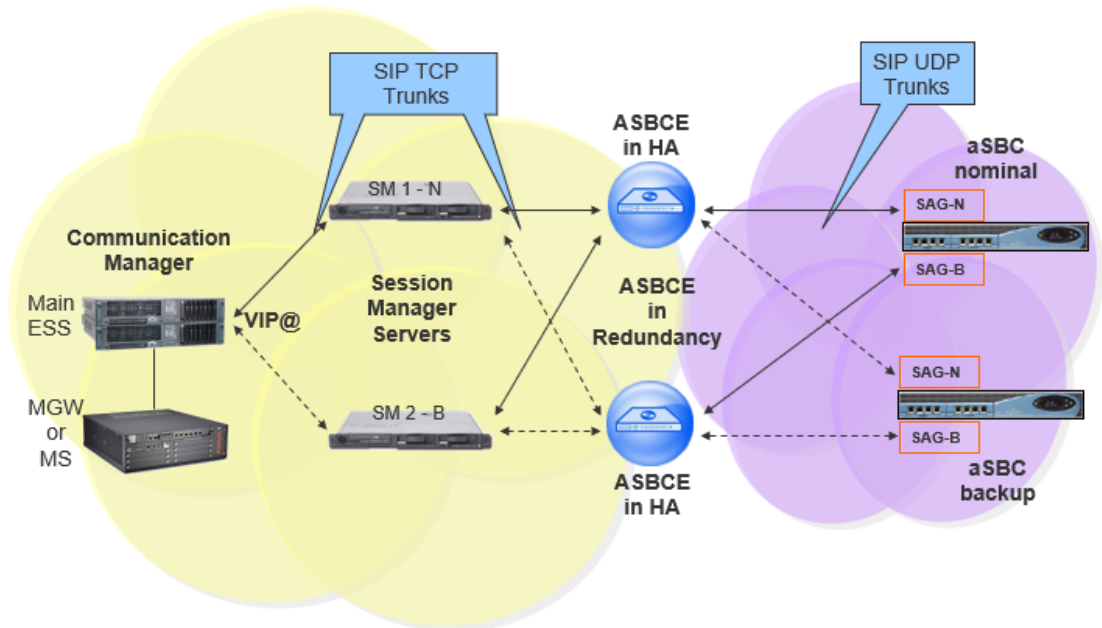 SIP TCP
Trunks
SIP UDP
Trunks
ASBCE
in HA
aSBC
nominal
SM 1 - N
SAG-N
Communication
Manager
SAG-B
Main
ESS
VIP@
Session
Manager
Servers
ASBCE
in
Redundancy
SAG-N
MGW
or
MS
SM 2 - B
SAG-B
ASBCE
in HA
aSBC
backup